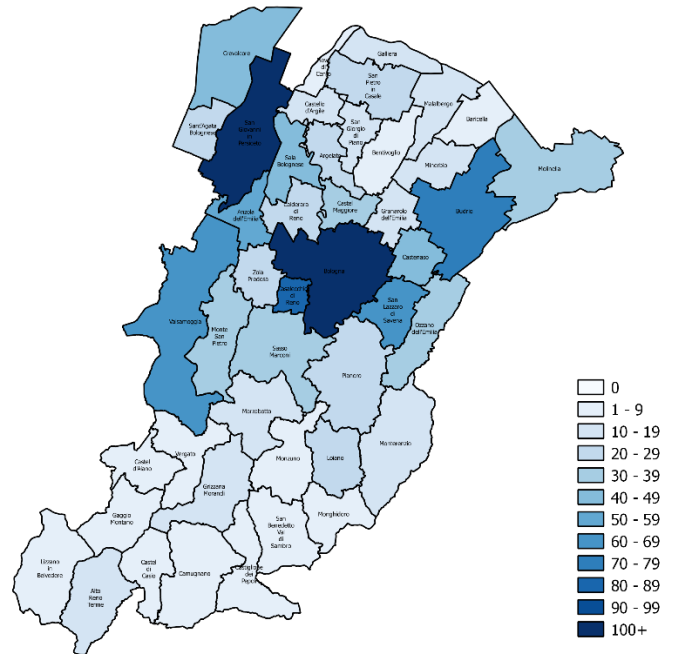 Crevalcore
Galliera
San
Pietro
in
Casale
Castello
d'Argile
Malalbergo
San
Giorgio
di
Piano
Baricella
Sant'Agata
Bolognese
San
Giovanni
in
Persiceto
Argelato
Bentivoglio
Sala
Bolognese
Minerbio
Molinella
Budrio
Anzola
dell'Emilia
Calderara
di
Reno
Castel
Maggiore
Granarolo
dell'Emilia
Castenaso
Bologna
Zola
Predosa
Casalecchio
di
Reno
San
Lazzaro
di
Savena
Valsamoggia
Monte
San
Pietro
Ozzano
dell'Emilia
Sasso
Marconi
Pianoro
Marzabotto
Monterenzio
Vergato
Monzuno
Loiano
Castel
d'Aiano
Grizzana
Morandi
Gaggio
Montano
San
Benedetto
Val
di
Sambro
Monghidoro
Lizzano
in
Belvedere
Alto
Reno
Terme
Castel
di
Casio
Camugnano
Castiglione
dei
Pepoli
0
1 - 9
10 - 19
20 - 29
30 - 39
40 - 49
50 - 59
60 - 69
70 - 79
80 - 89
90 - 99
100+